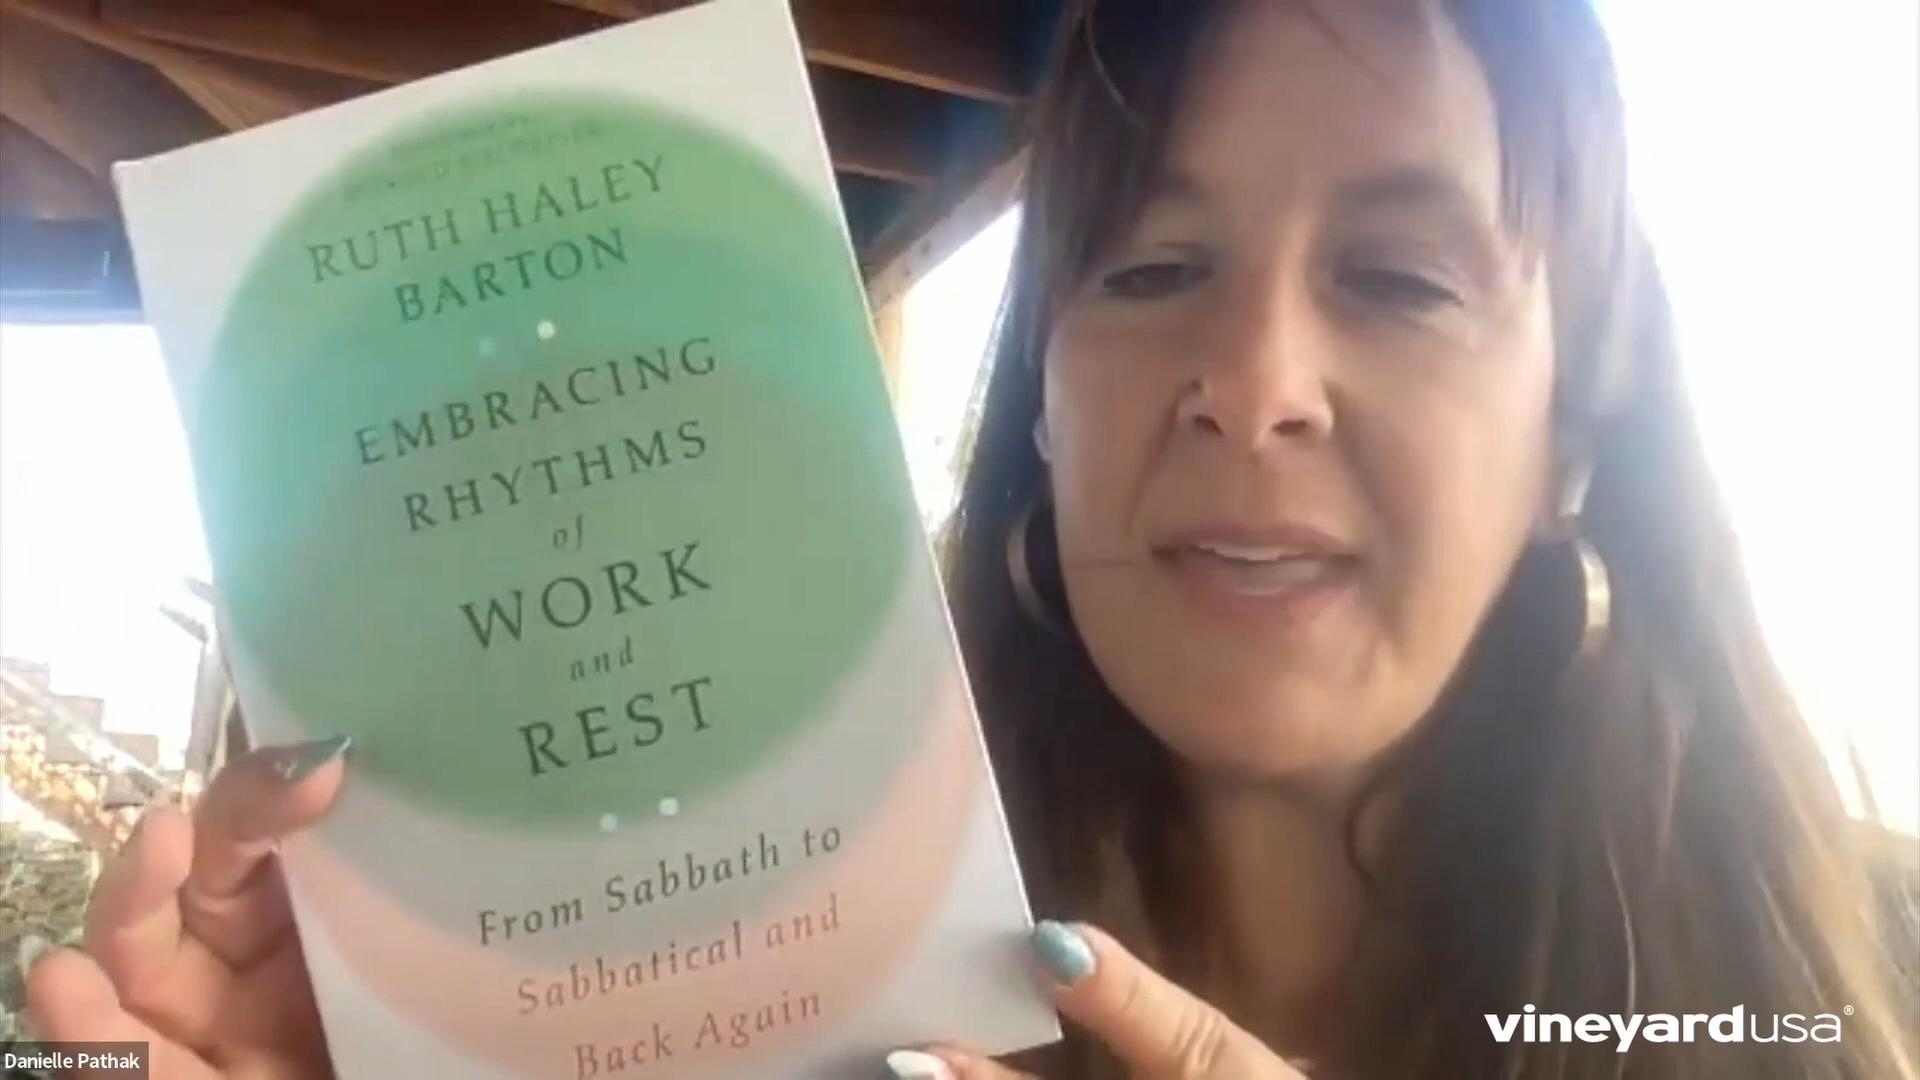 RUTH HALEY
BARTON
EMBRACING
RHYTHMS
of
WORK
and
REST
From Sabbath to
Sabbatical and
Back Again
Danielle Pathak
vineyardusa®